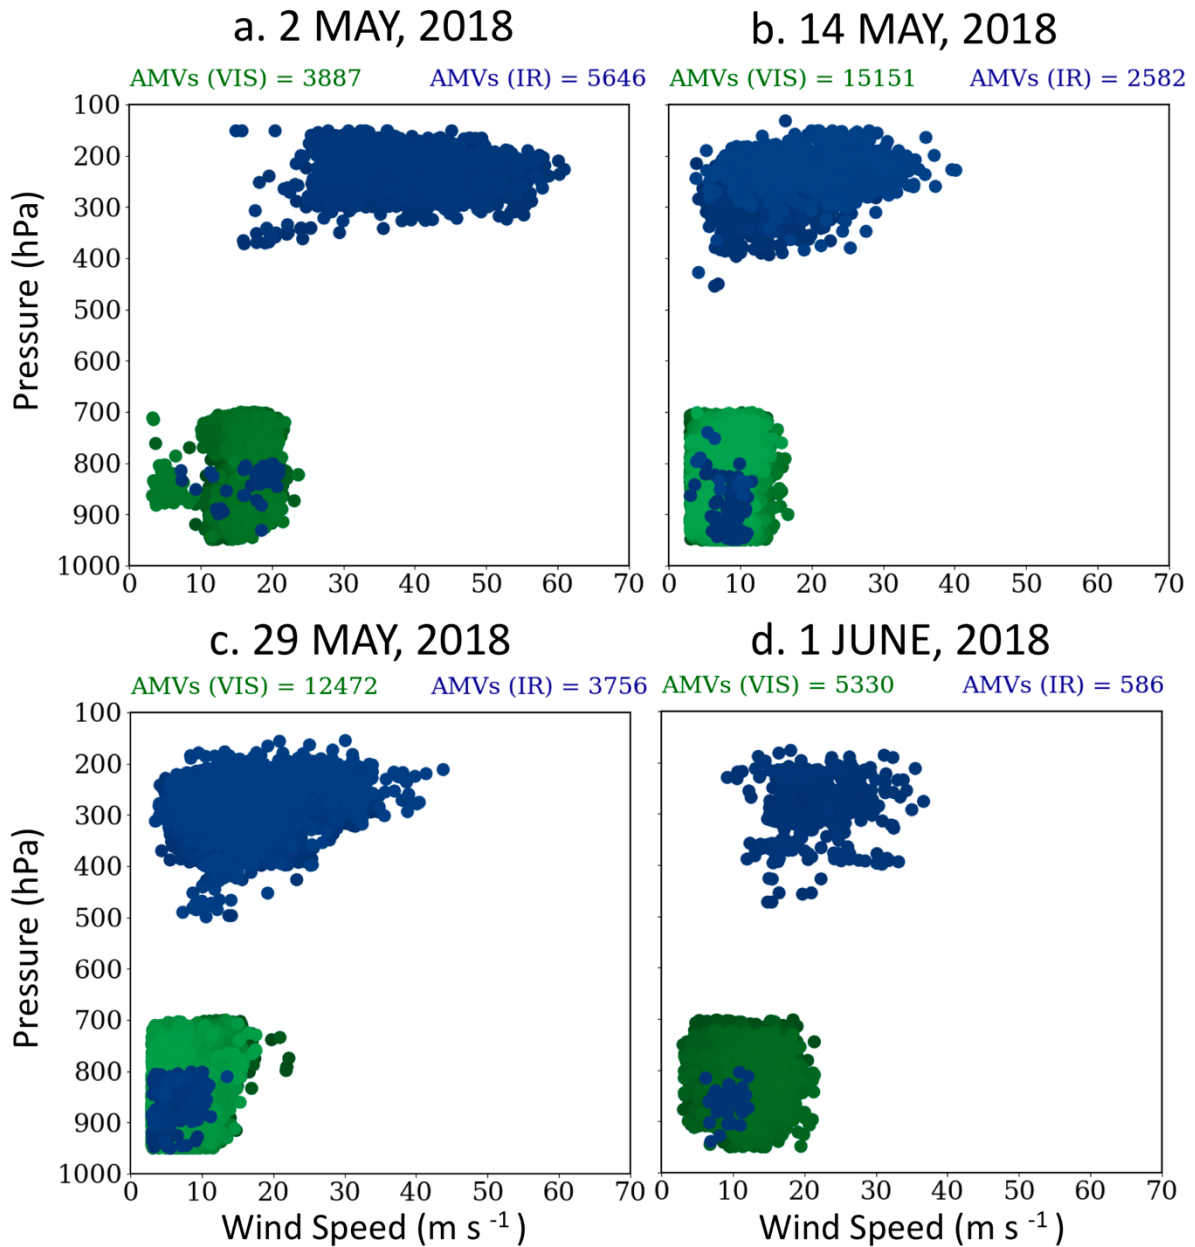 a. 2 MAY, 2018
AMVs (VIS) = 3887 AMVs (IR) = 5646
100
200
300
400
500
600
700
800
900
1000
Pressure (hPa)
0 10 20 30 40 50 60 70
b. 14 MAY, 2018
AMVs (VIS) = 15151 AMVs (IR) = 2582
0 10 20 30 40 50 60 70
c. 29 MAY, 2018
AMVs (VIS) = 12472 AMVs (IR) = 3756
100
200
300
400
500
600
700
800
900
1000
Pressure (hPa)
0 10 20 30 40 50 60 70
Wind Speed (m s -1)
d. 1 JUNE, 2018
AMVs (VIS) = 5330 AMVs (IR) = 586
0 10 20 30 40 50 60 70
Wind Speed (m s -1)